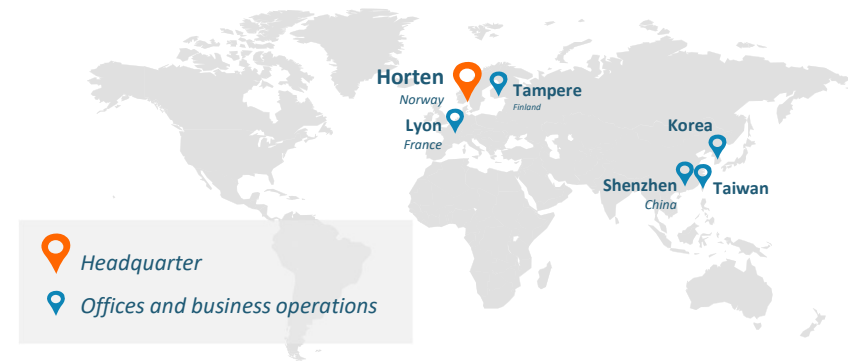 Horten
Norway
Tampere
Finland
Lyon
France
Korea
Shenzhen
China
Taiwan
Headquarter
Offices and business operations